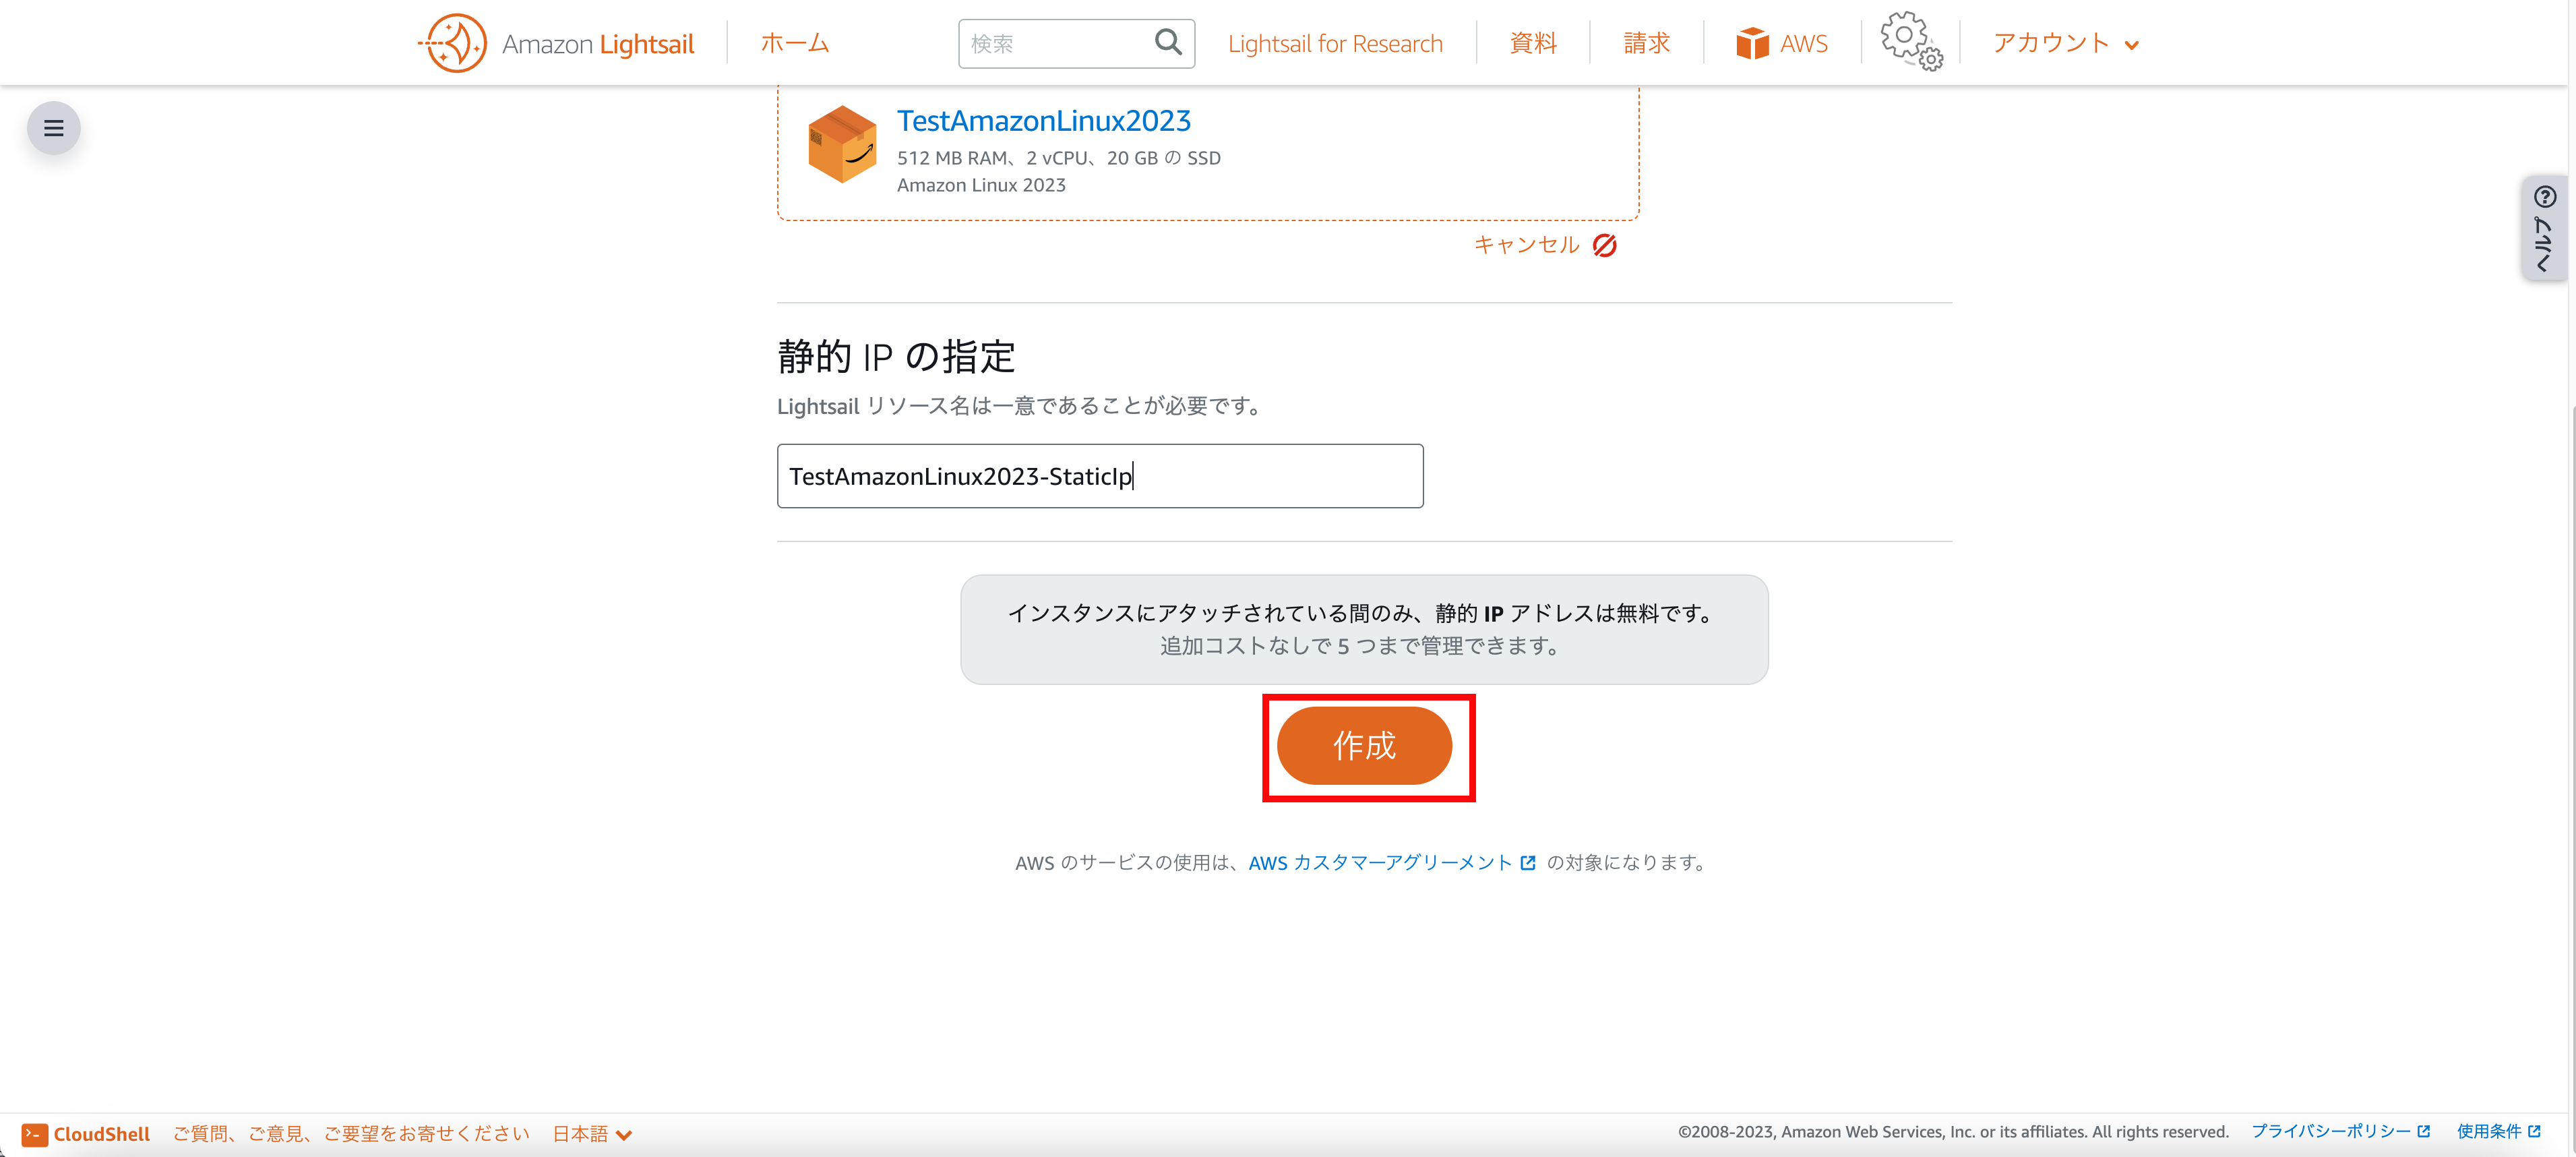 Amazon Lightsail
ホーム
検索
Lightsail for Research
資料
請求
AWS
アカウント
TestAmazonLinux2023
512 MB RAM、2 vCPU、20 GB の SSD
Amazon Linux 2023
キャンセル
ヘルプ
静的 IP の指定
Lightsail リソース名は一意であることが必要です。
TestAmazonLinux2023-StaticIp
インスタンスにアタッチされている間のみ、静的 IP アドレスは無料です。
追加コストなしで 5 つまで管理できます。
作成
AWS のサービスの使用は、AWS カスタマーアグリーメント の対象になります。
CloudShell
ご質問、ご意見、ご要望をお寄せください
日本語
©2008-2023, Amazon Web Services, Inc. or its affiliates. All rights reserved.
プライバシーポリシー
使用条件